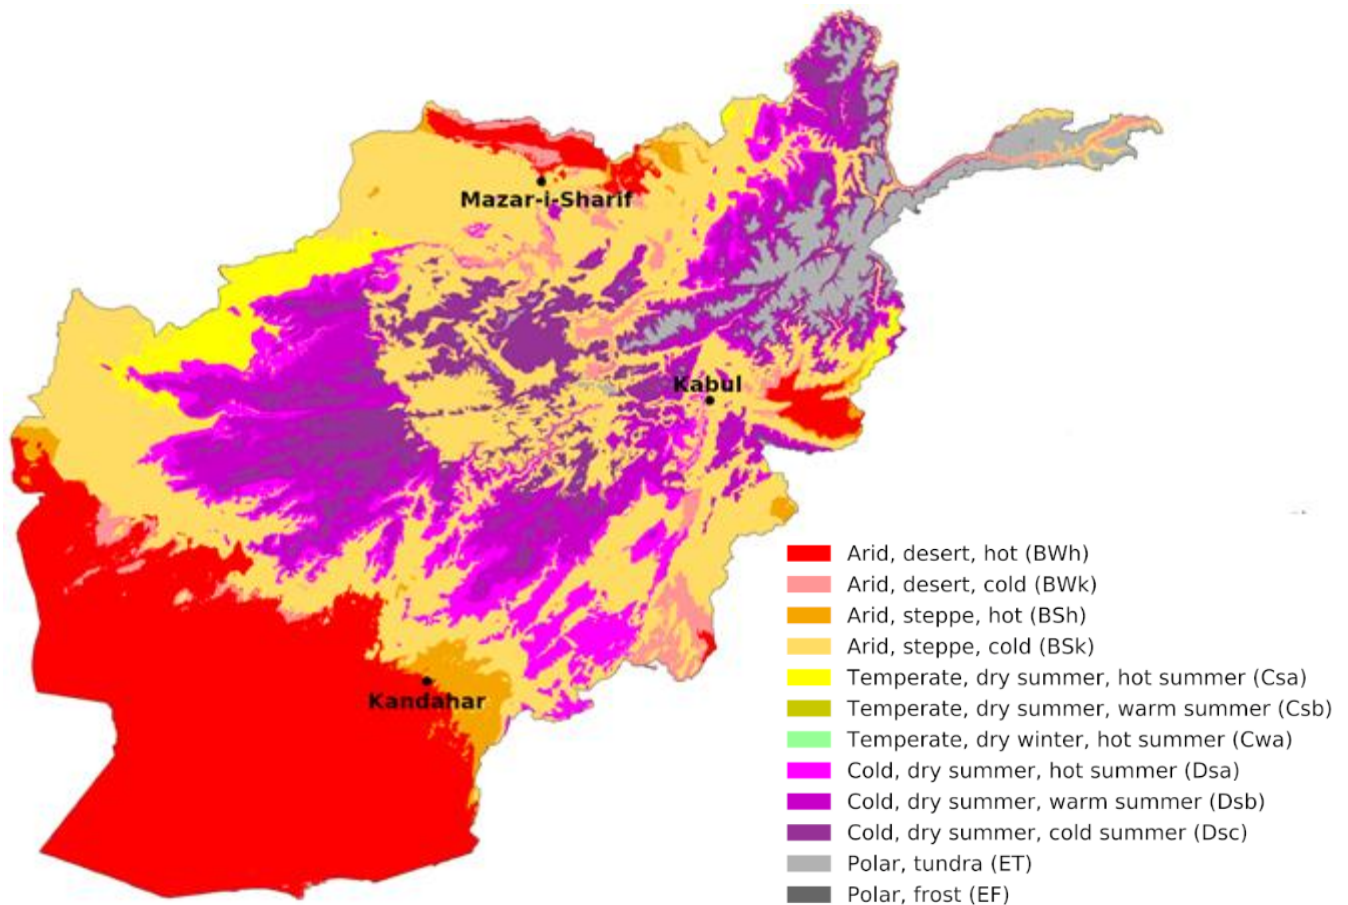 Mazar-i-Sharif
Kabul
Kandahar
Arid, desert, hot (BWh)
Arid, desert, cold (BWk)
Arid, steppe, hot (BSh)
Arid, steppe, cold (BSk)
Temperate, dry summer, hot summer (Csa)
Temperate, dry summer, warm summer (Csb)
Temperate, dry winter, hot summer (Cwa)
Cold, dry summer, hot summer (Dsa)
Cold, dry summer, warm summer (Dsb)
Cold, dry summer, cold summer (Dsc)
Polar, tundra (ET)
Polar, frost (EF)